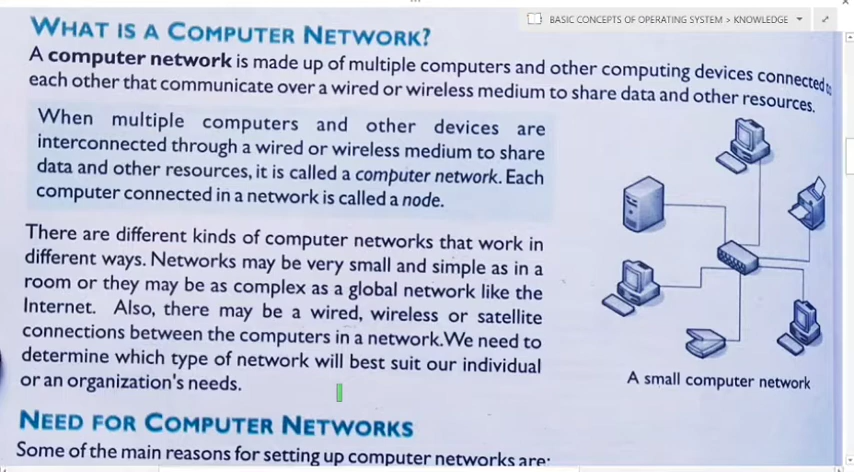 BASIC CONCEPTS OF OPERATING SYSTEM > KNOWLEDGE
WHAT IS A COMPUTER NETWORK?
A computer network is made up of multiple computers and other computing devices connected to
each other that communicate over a wired or wireless medium to share data and other resources.
When multiple computers and other devices are
interconnected through a wired or wireless medium to share
data and other resources, it is called a computer network. Each
computer connected in a network is called a node.
There are different kinds of computer networks that work in
different ways. Networks may be very small and simple as in a
room or they may be as complex as a global network like the
Internet. Also, there may be a wired, wireless or satellite
connections between the computers in a network.We need to
determine which type of network will best suit our individual
or an organization's needs.
A small computer network
NEED FOR COMPUTER NETWORKS
Some of the main reasons for setting up computer networks are: